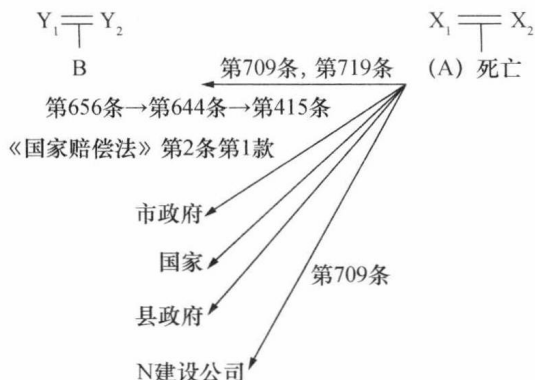 Y₁ Y₂ X₁ X₂
B （A）死亡
第709条，第719条
第656条→第644条→第415条
《国家赔偿法》第2条第1款
市政府
国家
第709条
县政府
N建设公司